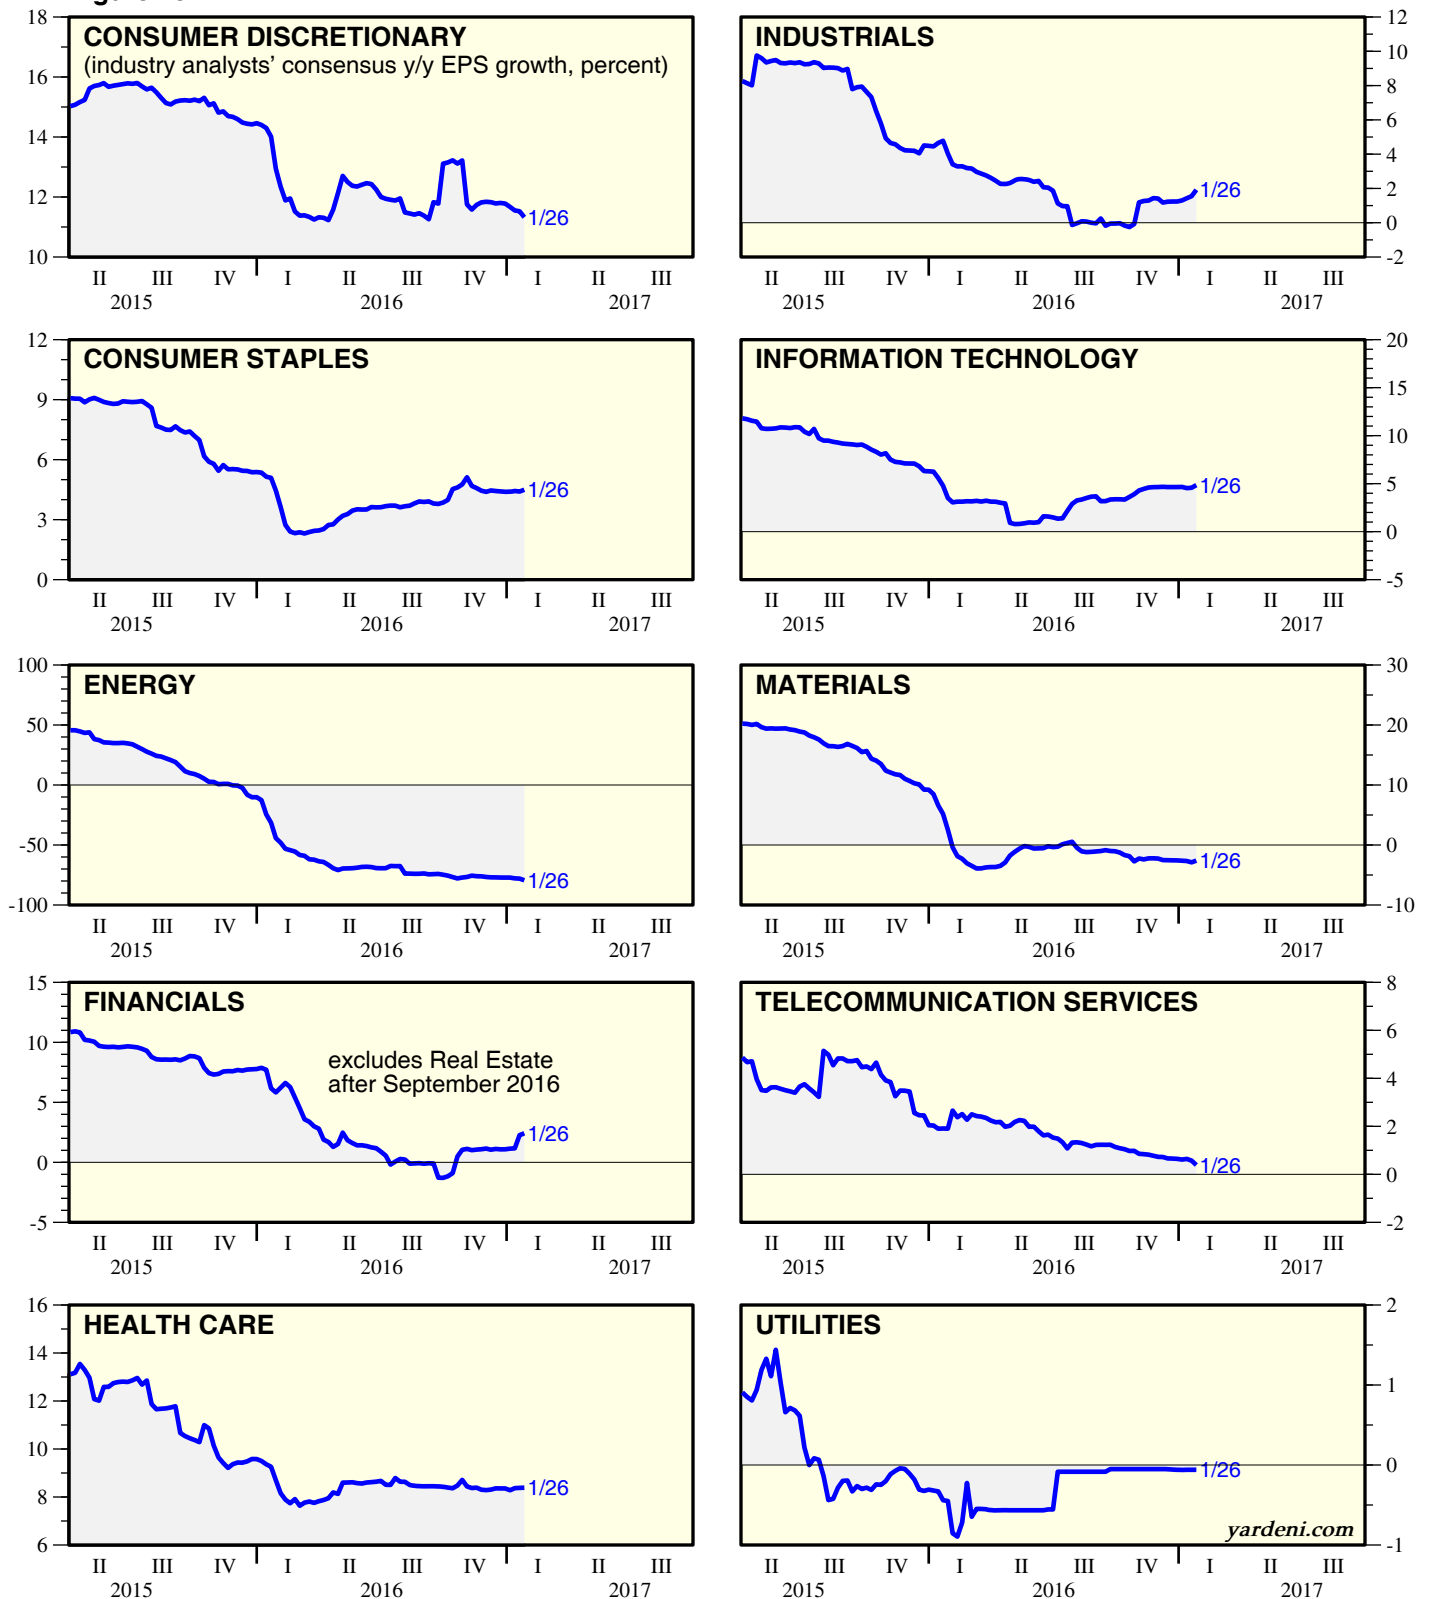 18
16
14
12
10
CONSUMER DISCRETIONARY
(industry analysts' consensus y/y EPS growth, percent)
1/26
II III IV I II III IV I II III
2015 2016 2017
INDUSTRIALS
12
10
8
6
4
2
0
-2
1/26
II III IV I II III IV I II III
2015 2016 2017
12
9
6
3
0
CONSUMER STAPLES
1/26
II III IV I II III IV I II III
2015 2016 2017
INFORMATION TECHNOLOGY
20
15
10
5
0
-5
1/26
II III IV I II III IV I II III
2015 2016 2017
100
50
0
-50
-100
ENERGY
1/26
II III IV I II III IV I II III
2015 2016 2017
MATERIALS
30
20
10
0
-10
1/26
II III IV I II III IV I II III
2015 2016 2017
15
10
5
0
-5
FINANCIALS
excludes Real Estate
after September 2016
1/26
II III IV I II III IV I II III
2015 2016 2017
TELECOMMUNICATION SERVICES
8
6
4
2
0
-2
1/26
II III IV I II III IV I II III
2015 2016 2017
16
14
12
10
8
6
HEALTH CARE
1/26
II III IV I II III IV I II III
2015 2016 2017
UTILITIES
2
1
0
-1
1/26
yardeni.com
II III IV I II III IV I II III
2015 2016 2017